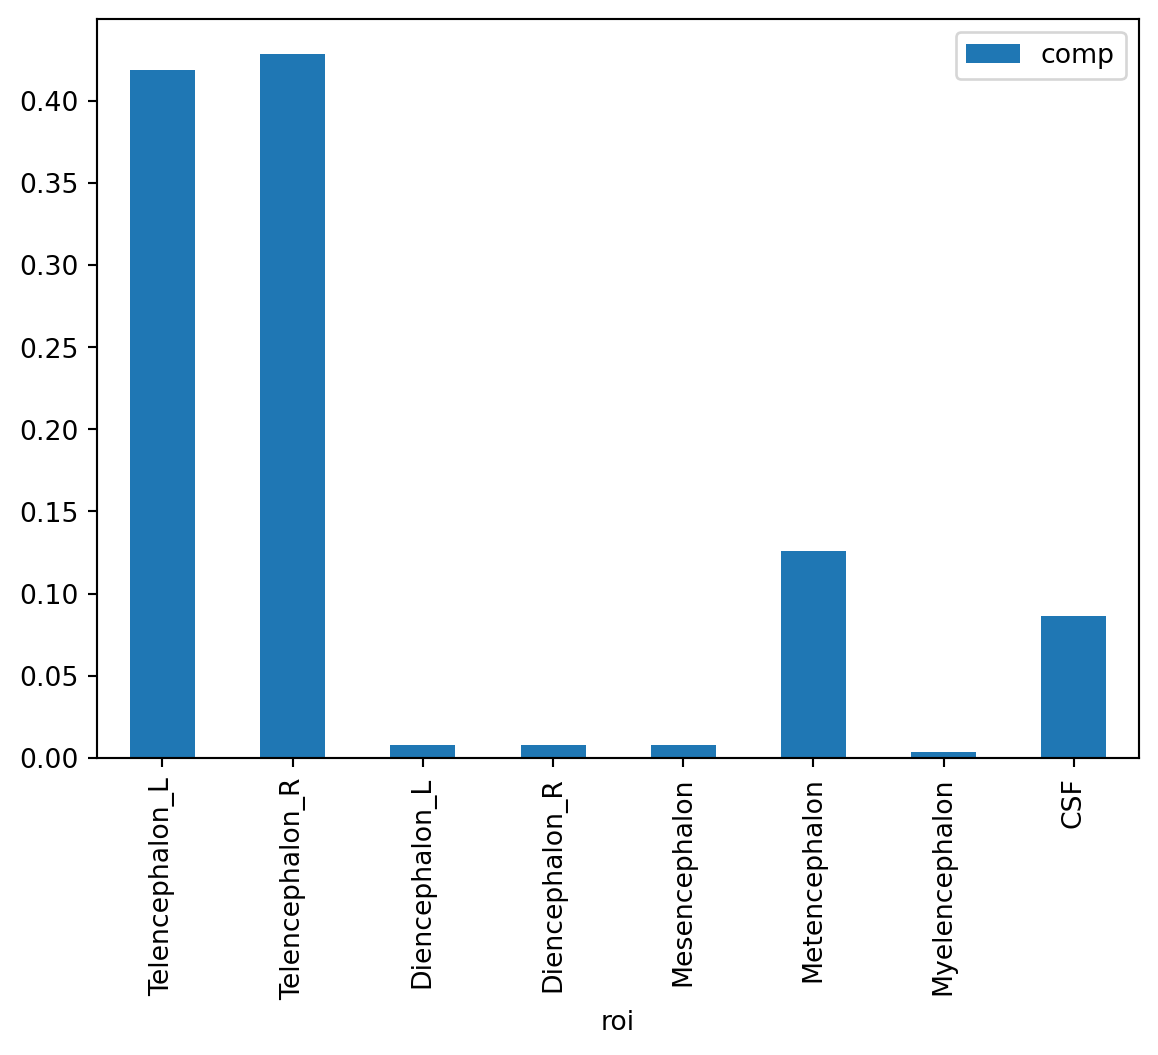 comp
0.40
0.35
0.30
0.25
0.20
0.15
0.10
0.05
0.00
Telencephalon_L
Telencephalon_R
Diencephalon_L
Diencephalon_R
Mesencephalon
Metencephalon
Myelencephalon
CSF
roi